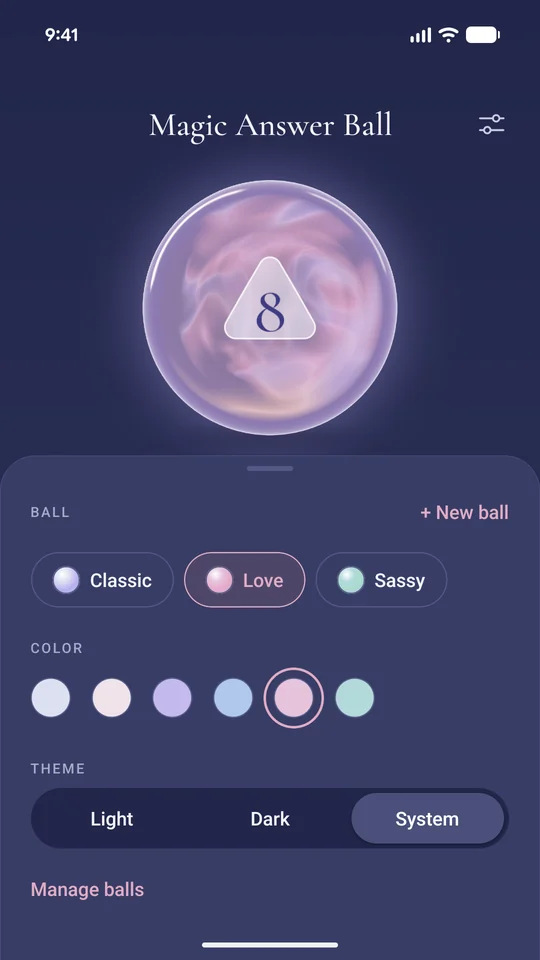 9:41
Magic Answer Ball
8
BALL
+ New ball
Classic Love Sassy
COLOR
THEME
Light Dark System
Manage balls